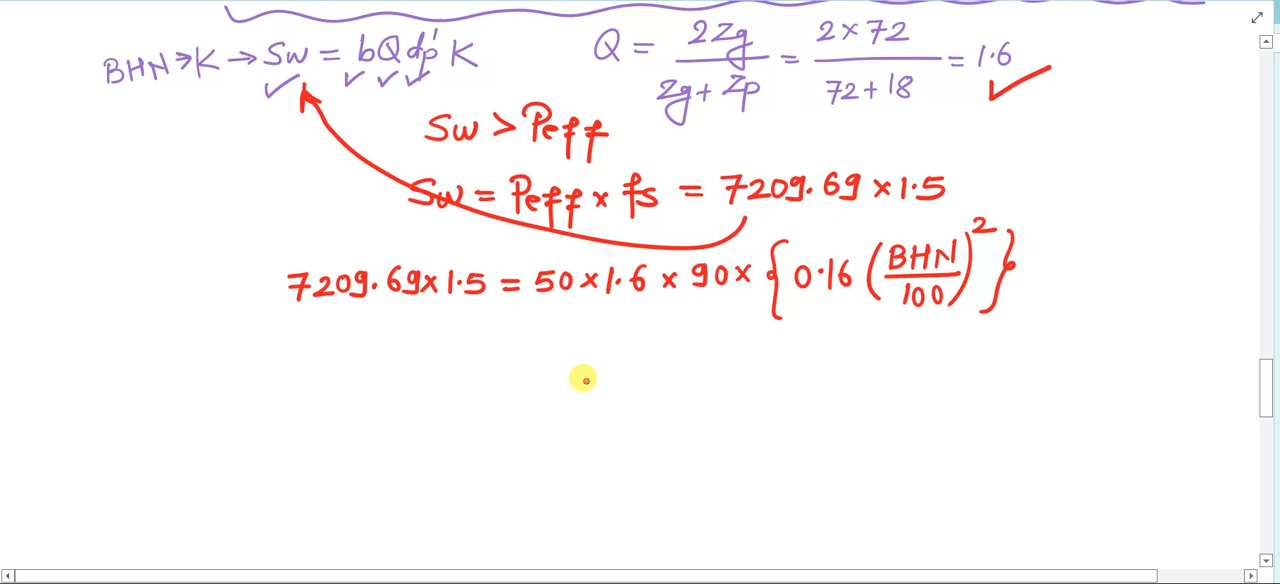 BHN → K → Sw = bQdp' K
Q = 2Zg / Zg + Zp = 2 × 72 / 72 + 18 = 1.6
Sw > Peff
Sw = Peff × fs = 7209.69 × 1.5
7209.69 × 1.5 = 50 × 1.6 × 90 × { 0.16 ( BHN / 100 )² }